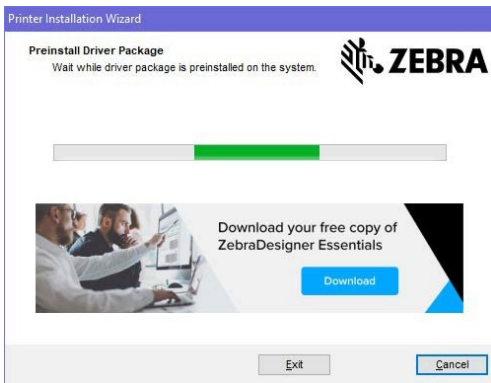 Printer Installation Wizard
Preinstall Driver Package
Wait while driver package is preinstalled on the system.
ZEBRA
Download your free copy of
ZebraDesigner Essentials
Download
Exit
Cancel